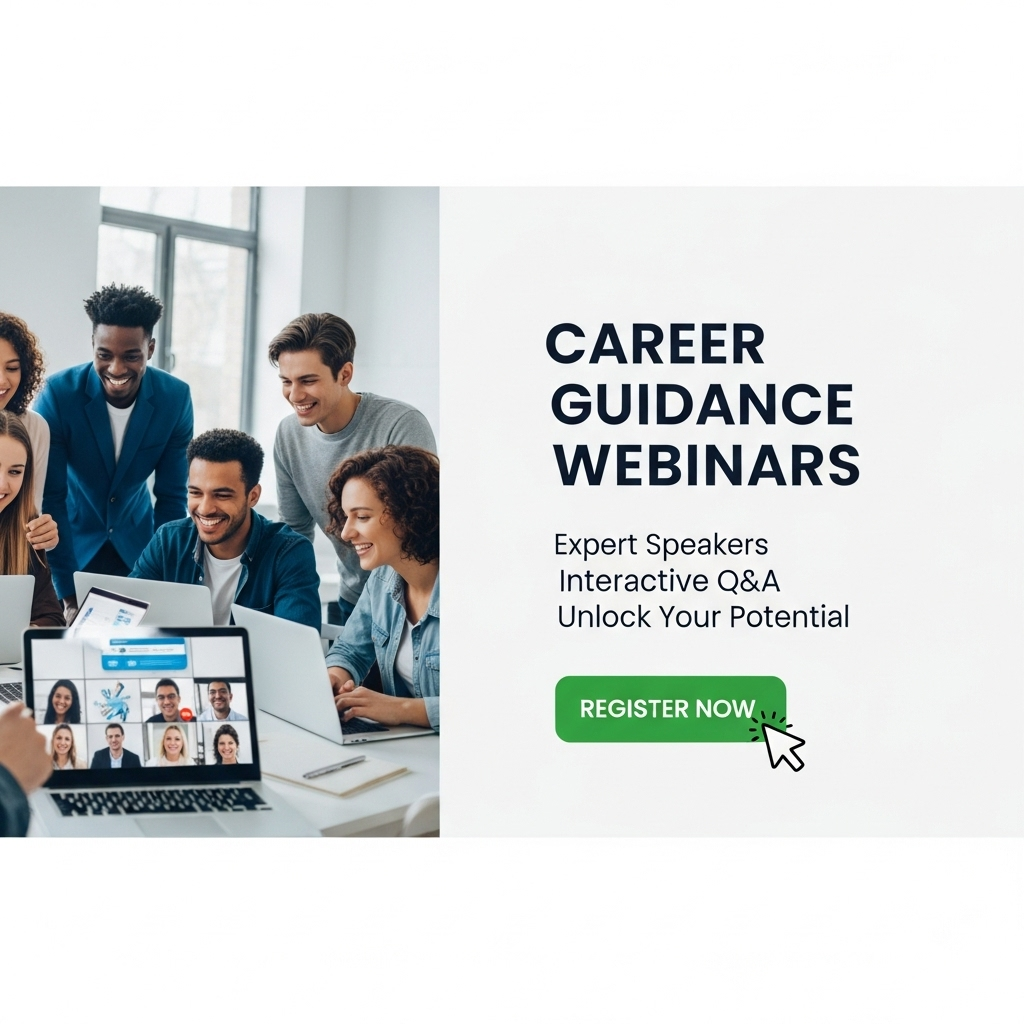 CAREER
GUIDANCE
WEBINARS
Expert Speakers
Interactive Q&A
Unlock Your Potential
REGISTER NOW